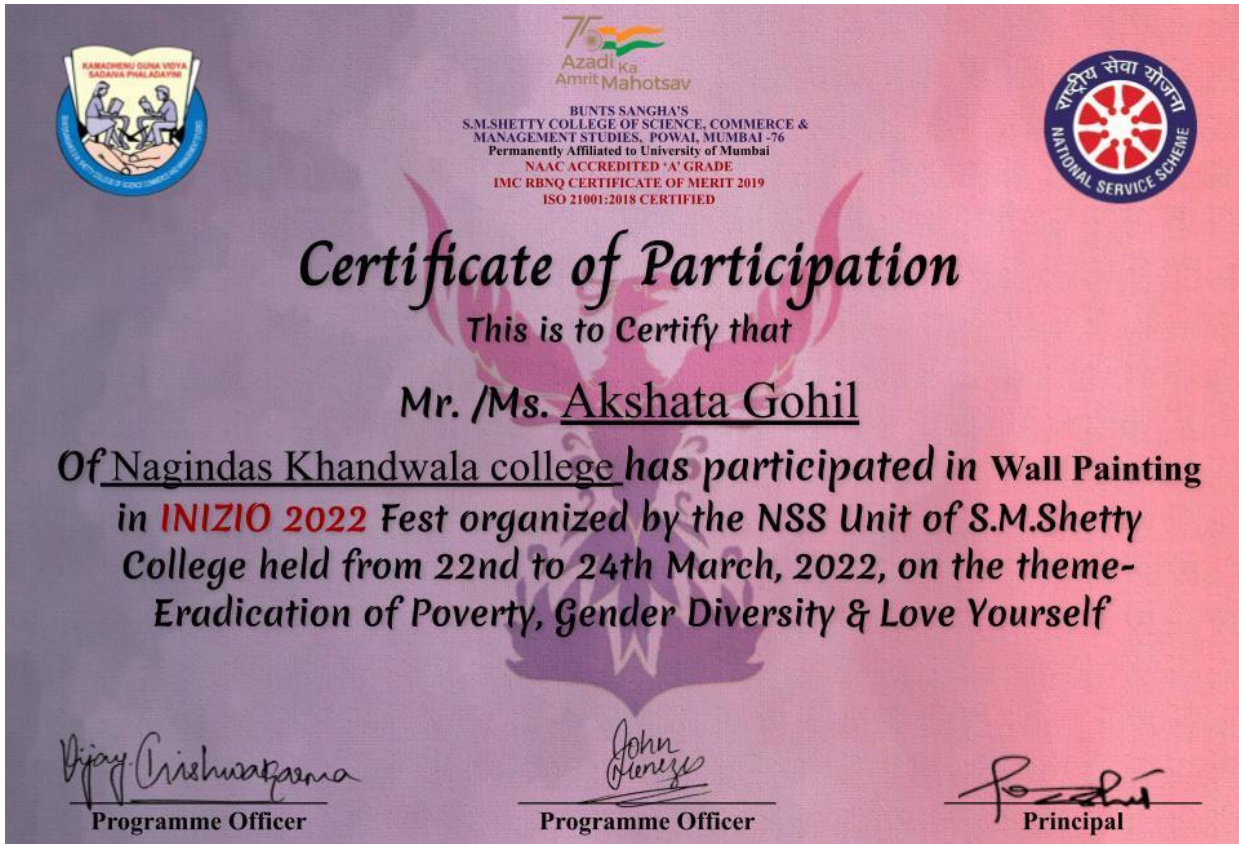 KAMADHENU GUNA VIDYA
SADAIVA PHALADAYINI
75
Azadi Ka
Amrit Mahotsav
BUNTS SANGHA'S
S.M.SHETTY COLLEGE OF SCIENCE, COMMERCE &
MANAGEMENT STUDIES, POWAI, MUMBAI -76
Permanently Affiliated to University of Mumbai
NAAC ACCREDITED 'A' GRADE
IMC RBNQ CERTIFICATE OF MERIT 2019
ISO 21001:2018 CERTIFIED
राष्ट्रीय सेवा योजना
NATIONAL SERVICE SCHEME
Certificate of Participation
This is to Certify that
Mr. /Ms. Akshata Gohil
Of Nagindas Khandwala college has participated in Wall Painting
in INIZIO 2022 Fest organized by the NSS Unit of S.M.Shetty
College held from 22nd to 24th March, 2022, on the theme-
Eradication of Poverty, Gender Diversity & Love Yourself
Vijay Vishwakarma
John
Menezes
Programme Officer
Programme Officer
Principal